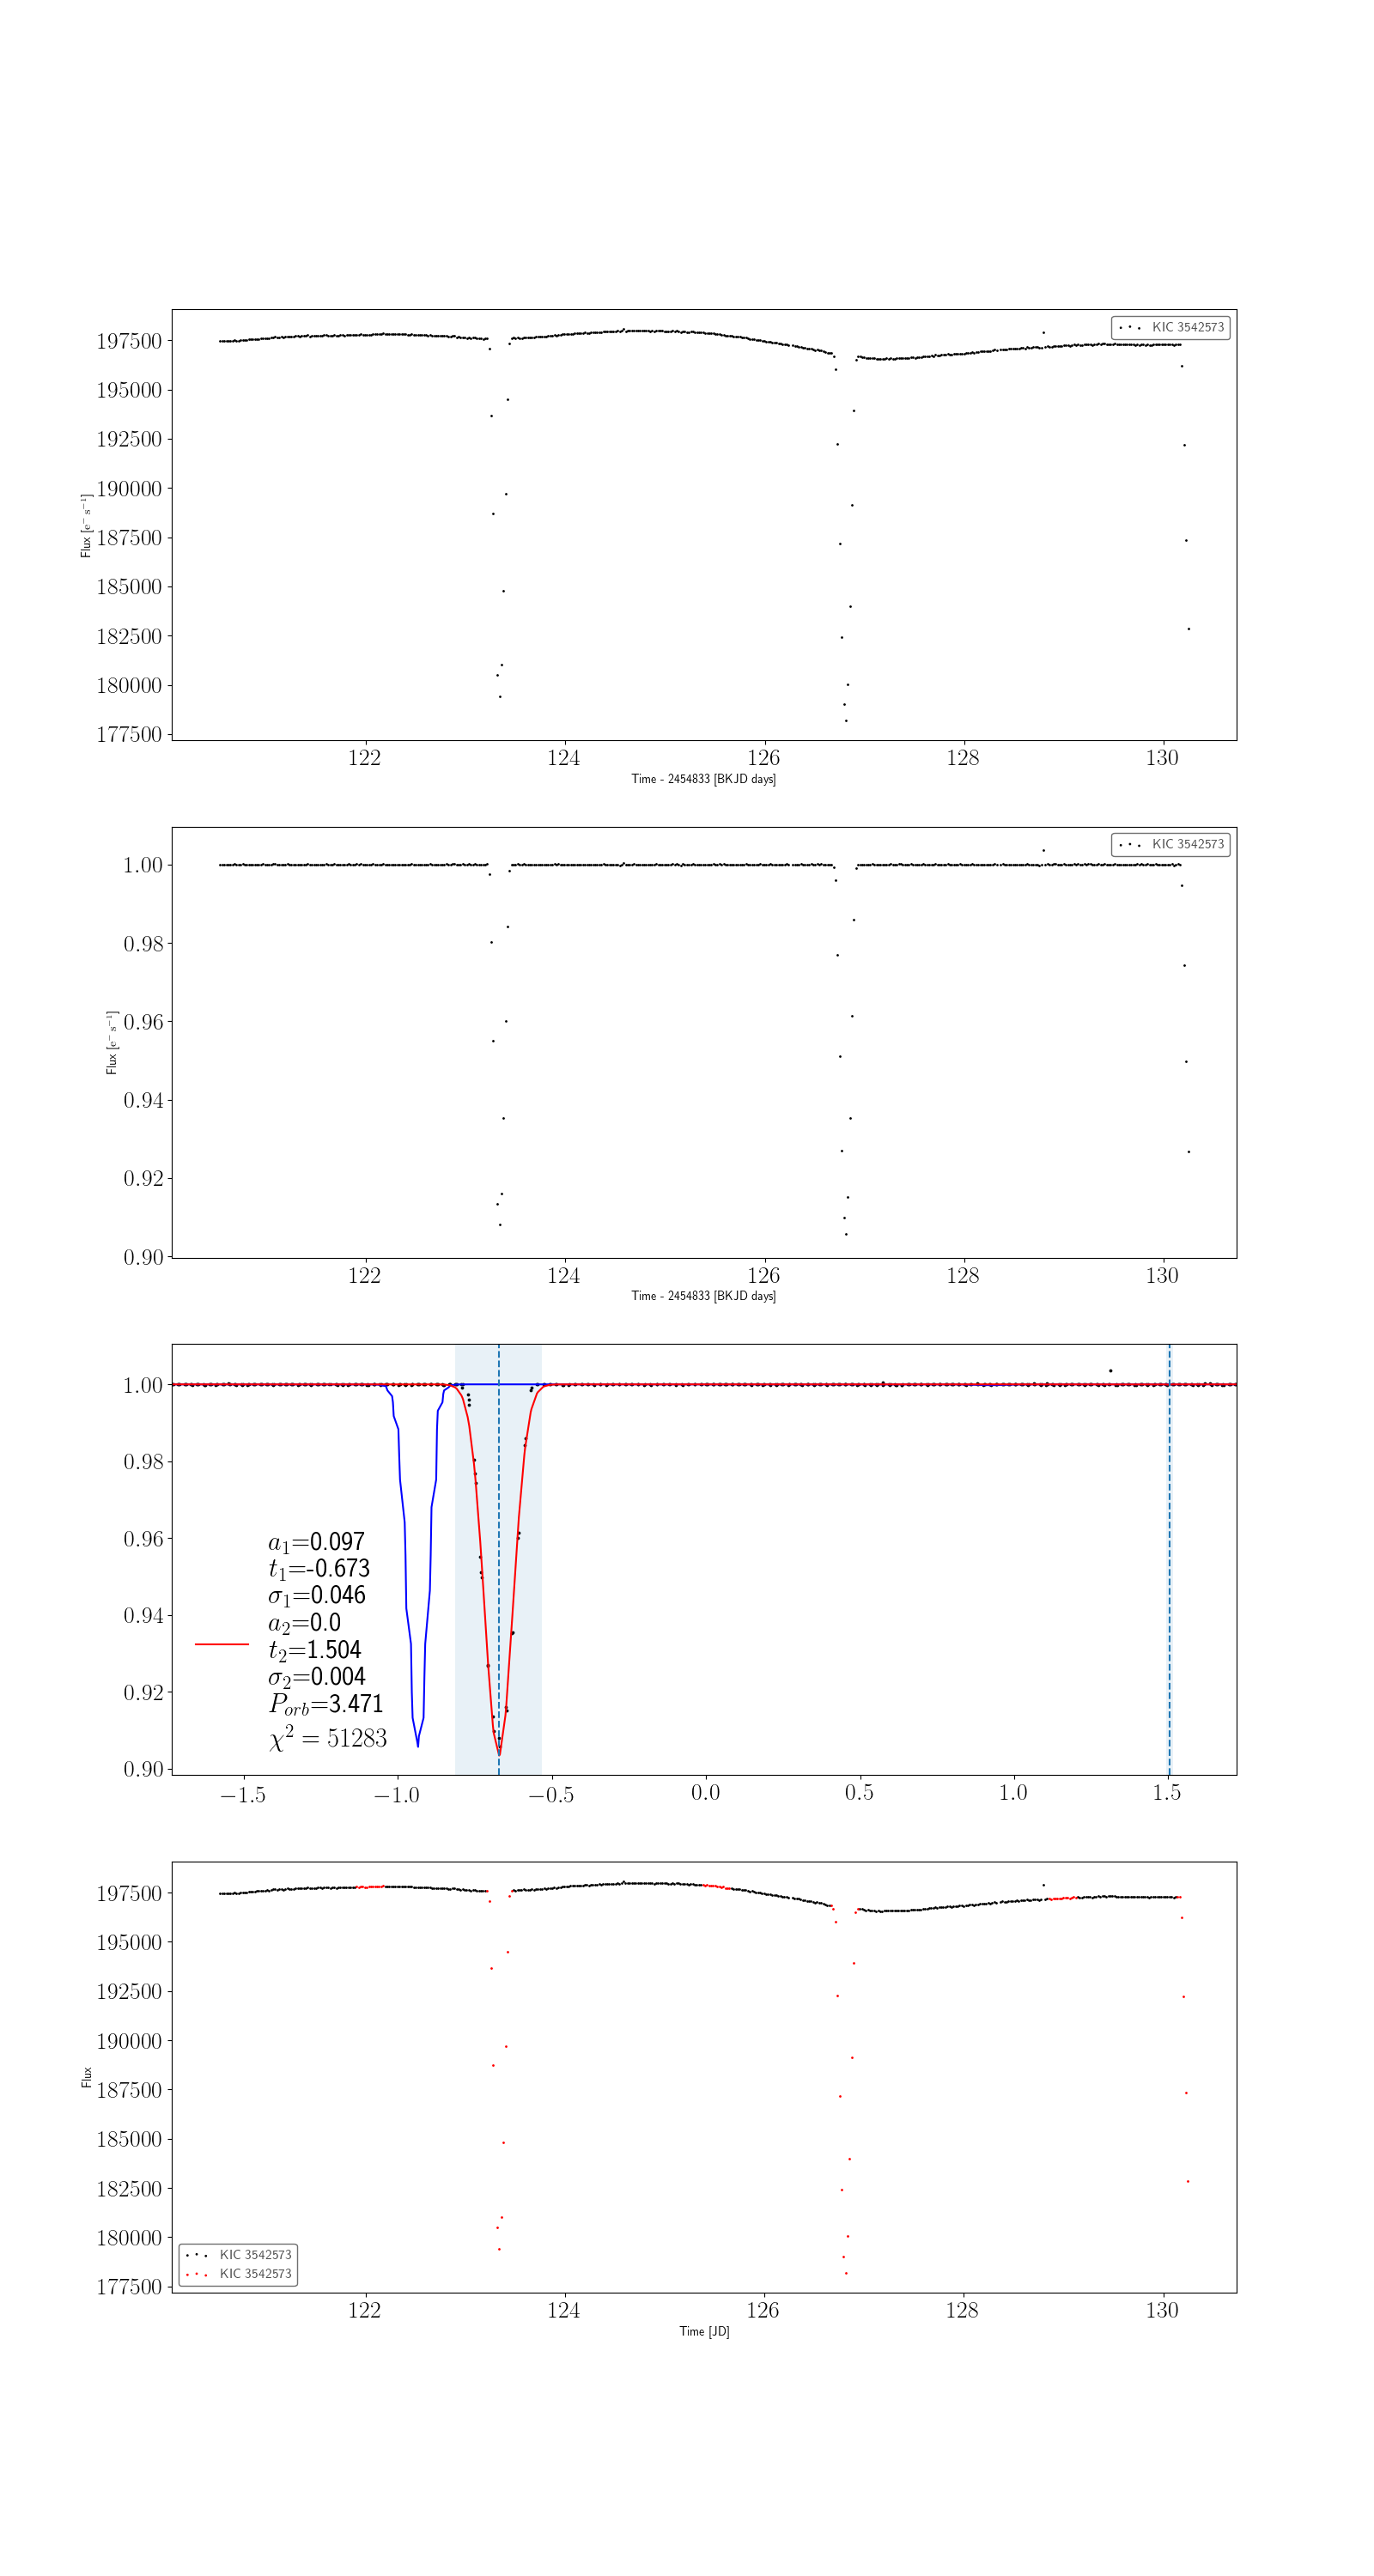 197500
195000
192500
190000
187500
185000
182500
180000
177500
Flux [e⁻ s⁻¹]
KIC 3542573
122 124 126 128 130
Time - 2454833 [BKJD days]
1.00
0.98
0.96
0.94
0.92
0.90
Flux [e⁻ s⁻¹]
KIC 3542573
122 124 126 128 130
Time - 2454833 [BKJD days]
1.00
0.98
0.96
0.94
0.92
0.90
a₁=0.097
t₁=-0.673
σ₁=0.046
a₂=0.0
t₂=1.504
σ₂=0.004
P_orb=3.471
χ² = 51283
−1.5 −1.0 −0.5 0.0 0.5 1.0 1.5
197500
195000
192500
190000
187500
185000
182500
180000
177500
Flux
KIC 3542573
KIC 3542573
122 124 126 128 130
Time [JD]